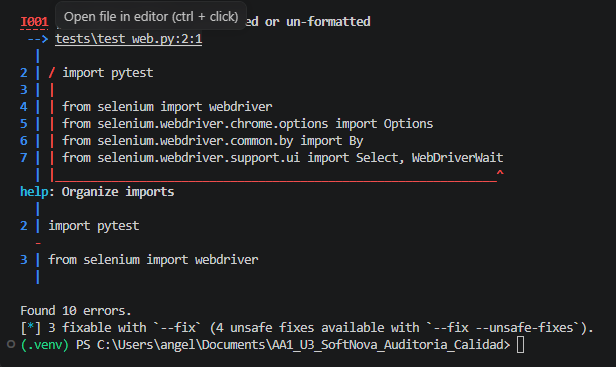 I001
Open file in editor (ctrl + click)
ed or un-formatted
--> tests\test_web.py:2:1
|
2 | / import pytest
3 | |
4 | | from selenium import webdriver
5 | | from selenium.webdriver.chrome.options import Options
6 | | from selenium.webdriver.common.by import By
7 | | from selenium.webdriver.support.ui import Select, WebDriverWait
| |_______________________________________________________________^
help: Organize imports
|
2 | import pytest
-
3 | from selenium import webdriver
|
Found 10 errors.
[*] 3 fixable with `--fix` (4 unsafe fixes available with `--fix --unsafe-fixes`).
(.venv) PS C:\Users\angel\Documents\AA1_U3_SoftNova_Auditoria_Calidad>